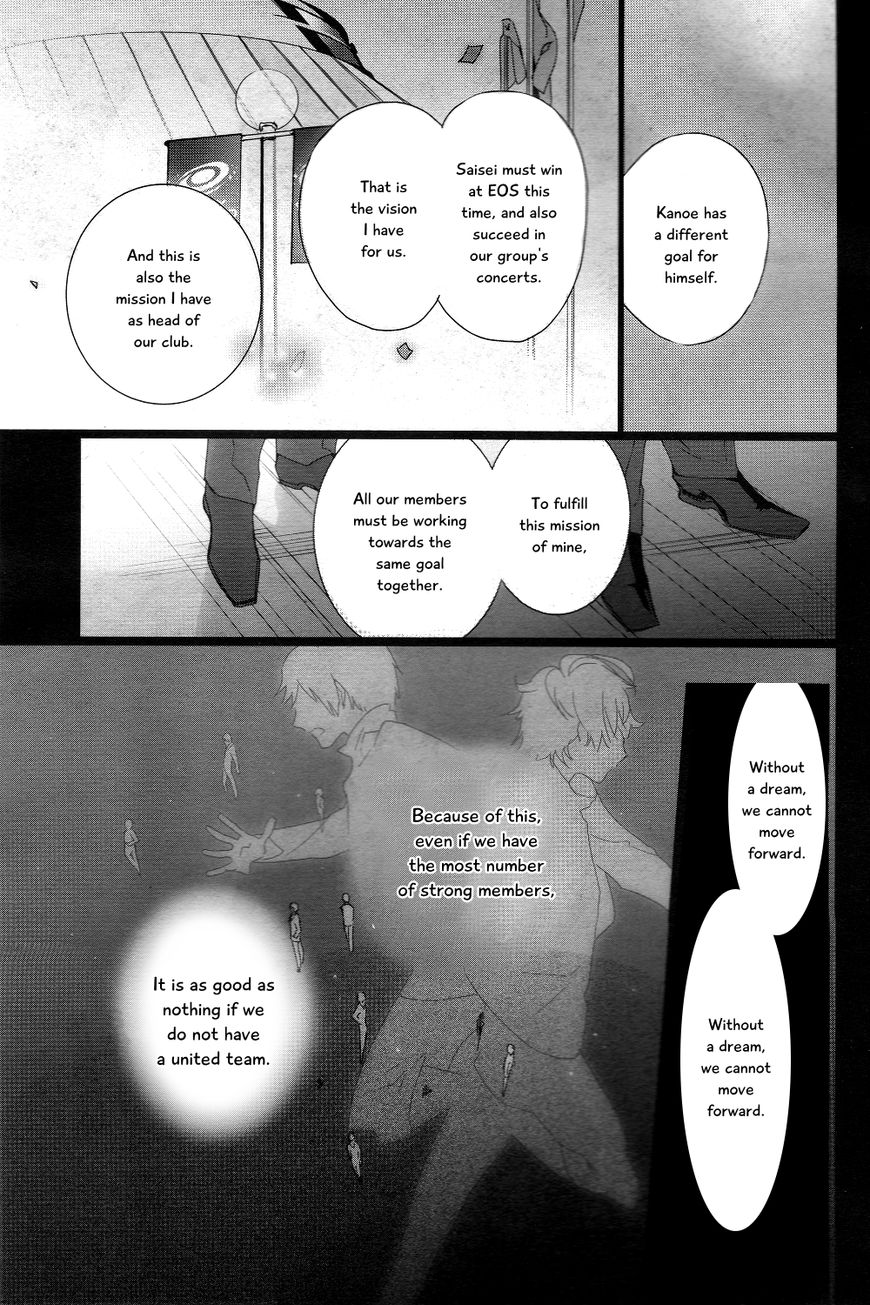 Kanoe has
a different
goal for
himself.
Saisei must win
at EOS this
time, and also
succeed in
our group's
concerts.
That is
the vision
I have
for us.
And this is
also the
mission I have
as head of
our club.
To fulfill
this mission
of mine,
All our members
must be working
towards the
same goal
together.
Without
a dream,
we cannot
move
forward.
Without
a dream,
we cannot
move
forward.
Because of this,
even if we have
the most number
of strong members,
It is as good as
nothing if we
do not have
a united team.